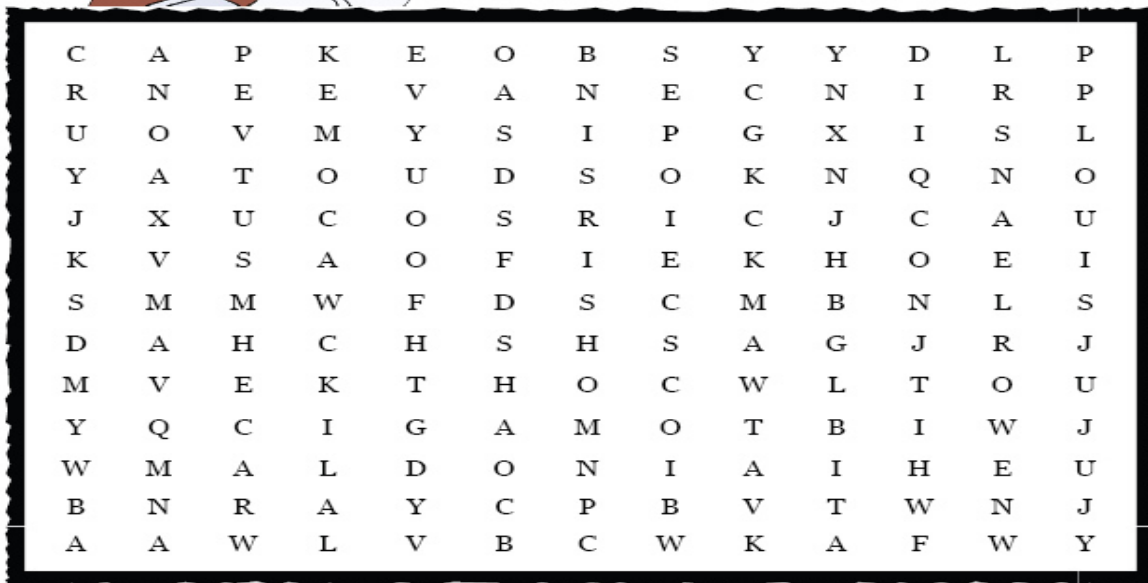 C A P K E O B S Y Y D L P
R N E E V A N E C N I R P
U O V M Y S I P G X I S L
Y A T O U D S O K N Q N O
J X U C O S R I C J C A U
K V S A O F I E K H O E I
S M M W F D S C M B N L S
D A H C H S H S A G J R J
M V E K T H O C W L T O U
Y Q C I G A M O T B I W J
W M A L D O N I A I H E U
B N R A Y C P B V T W N J
A A W L V B C W K A F W Y